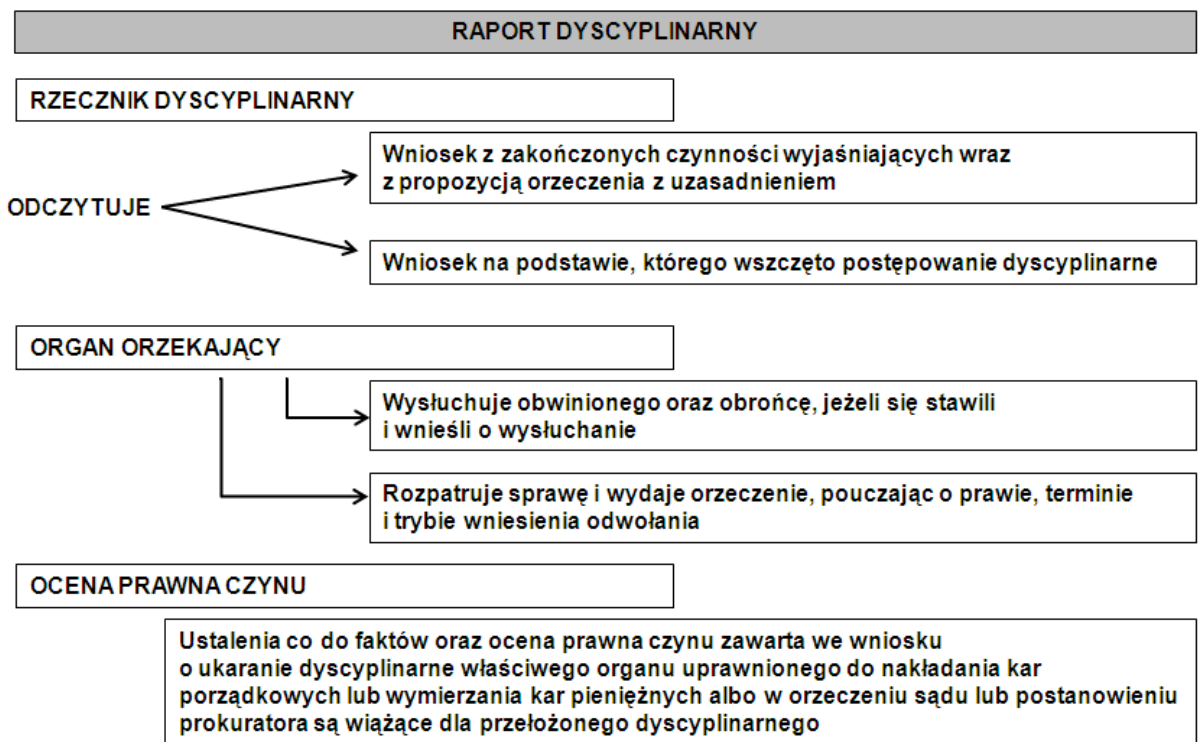 RAPORT DYSCYPLINARNY
RZECZNIK DYSCYPLINARNY
Wniosek z zakończonych czynności wyjaśniających wraz
z propozycją orzeczenia z uzasadnieniem
ODCZYTUJE
Wniosek na podstawie, którego wszczęto postępowanie dyscyplinarne
ORGAN ORZEKAJĄCY
Wysłuchuje obwinionego oraz obrońcę, jeżeli się stawili
i wnieśli o wysłuchanie
Rozpatruje sprawę i wydaje orzeczenie, pouczając o prawie, terminie
i trybie wniesienia odwołania
OCENA PRAWNA CZYNU
Ustalenia co do faktów oraz ocena prawna czynu zawarta we wniosku
o ukaranie dyscyplinarne właściwego organu uprawnionego do nakładania kar
porządkowych lub wymierzania kar pieniężnych albo w orzeczeniu sądu lub postanowieniu
prokuratora są wiążące dla przełożonego dyscyplinarnego